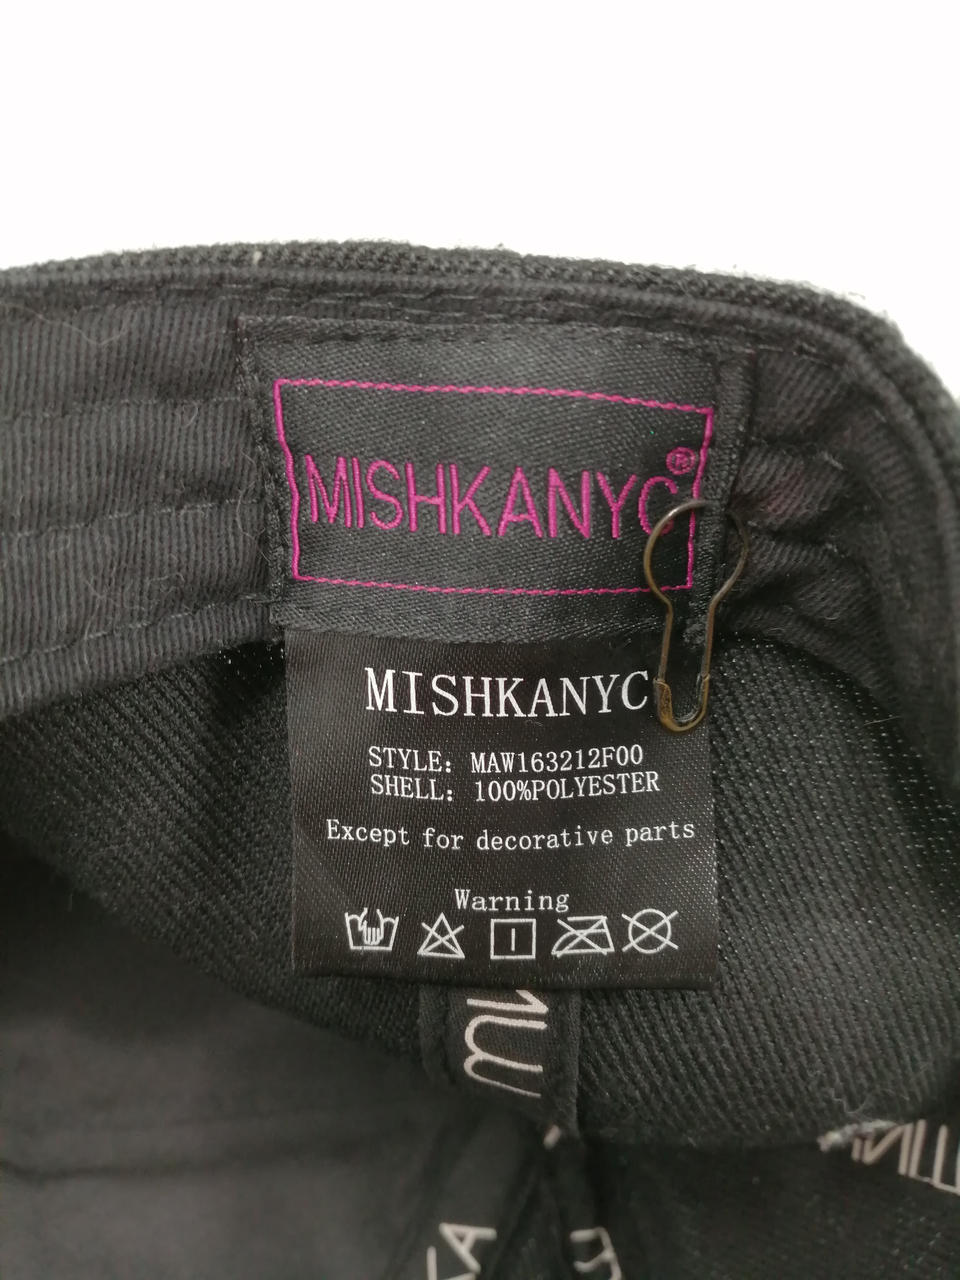 MISHKANYC®
MISHKANYC
STYLE: MAW163212F00
SHELL: 100%POLYESTER
Except for decorative parts
Warning